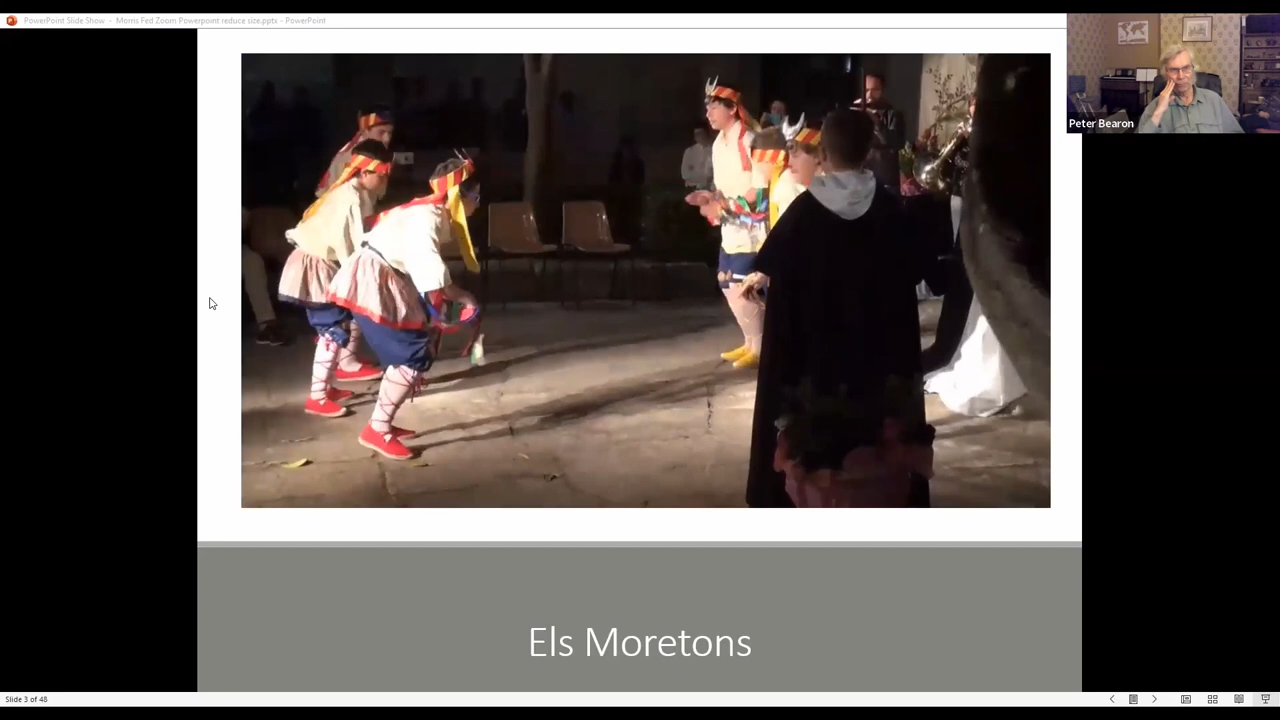 PowerPoint Slide Show - Morris Fed Zoom Powerpoint reduce size.pptx - PowerPoint
Peter Bearon
Els Moretons
Slide 3 of 48